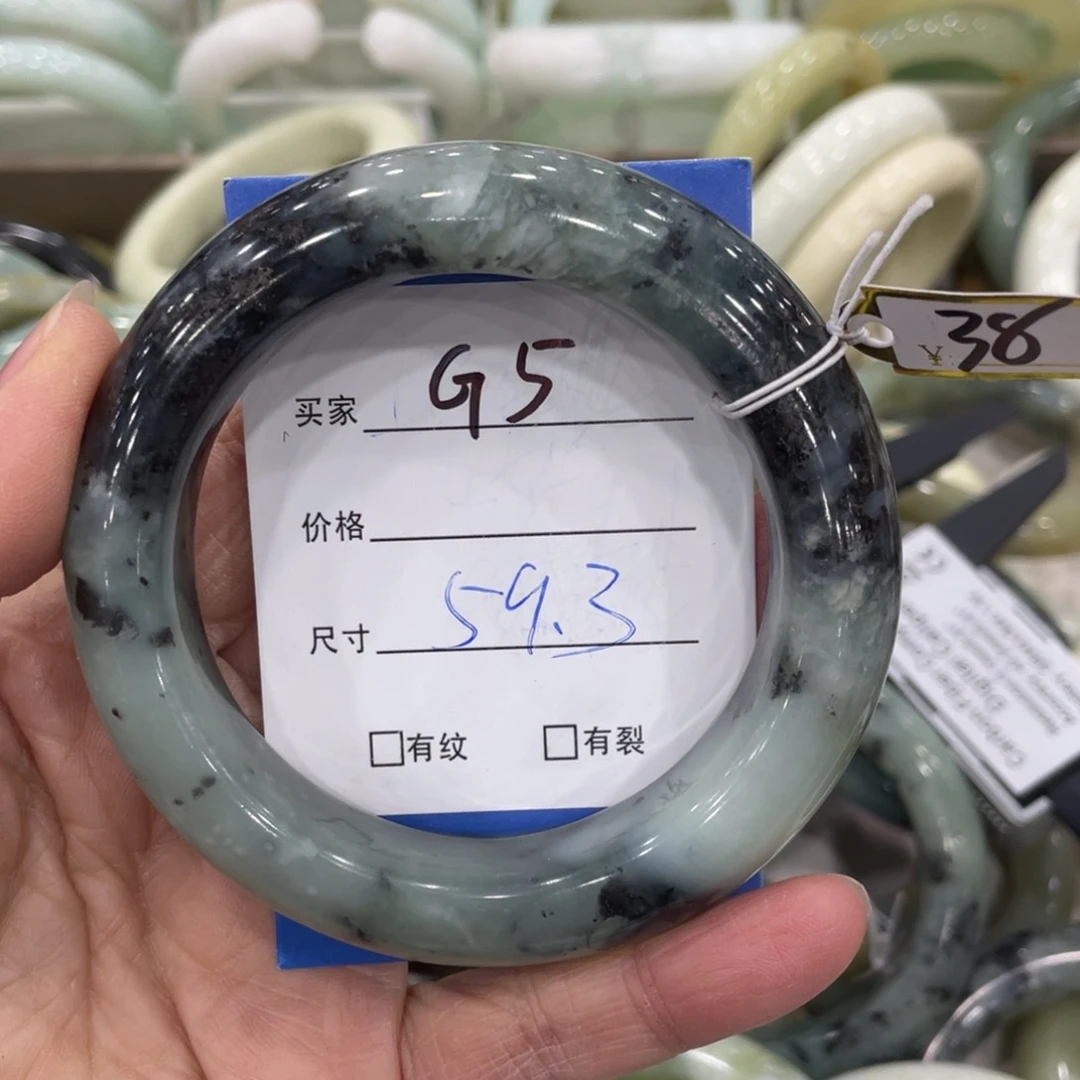 买家 G5
价格
尺寸 59.3
□有纹 □有裂
¥ 38